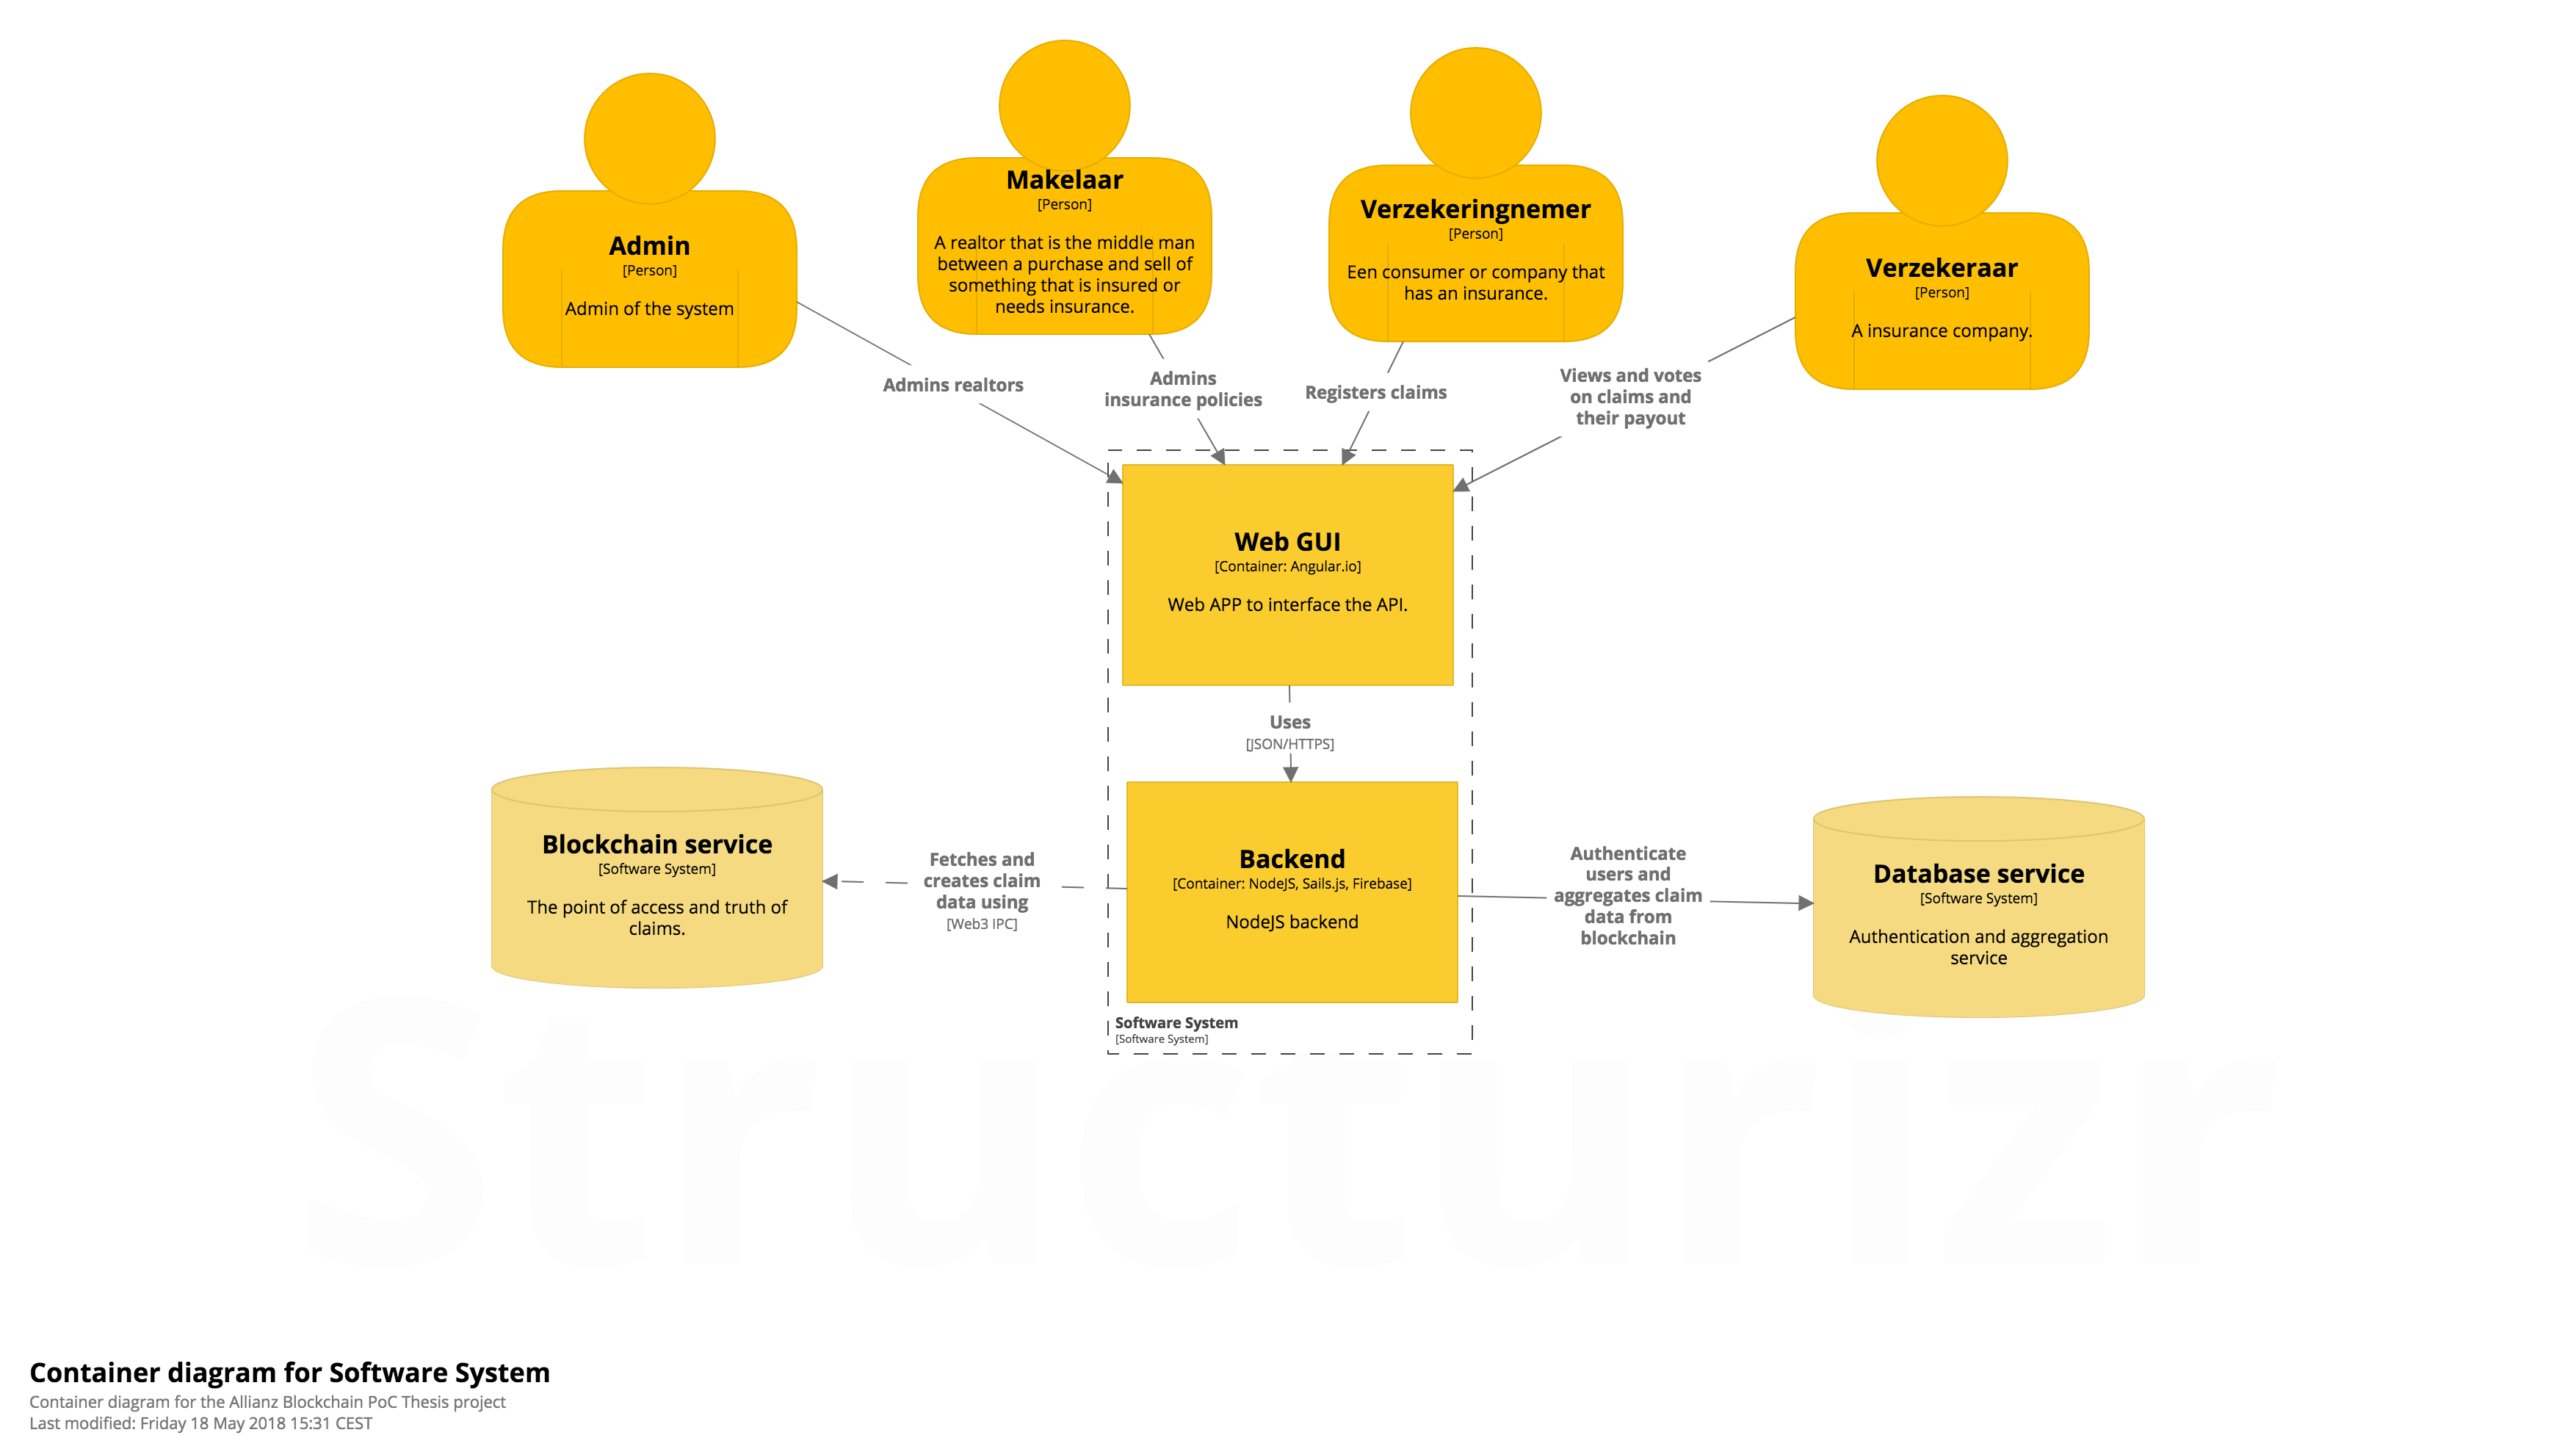 Admin
[Person]
Admin of the system
Makelaar
[Person]
A realtor that is the middle man
between a purchase and sell of
something that is insured or
needs insurance.
Verzekeringnemer
[Person]
Een consumer or company that
has an insurance.
Verzekeraar
[Person]
A insurance company.
Admins realtors
Admins
insurance policies
Registers claims
Views and votes
on claims and
their payout
Web GUI
[Container: Angular.io]
Web APP to interface the API.
Uses
[JSON/HTTPS]
Blockchain service
[Software System]
The point of access and truth of
claims.
Fetches and
creates claim
data using
[Web3 IPC]
Backend
[Container: NodeJS, Sails.js, Firebase]
NodeJS backend
Authenticate
users and
aggregates claim
data from
blockchain
Database service
[Software System]
Authentication and aggregation
service
Software System
[Software System]
Structurizr
Container diagram for Software System
Container diagram for the Allianz Blockchain PoC Thesis project
Last modified: Friday 18 May 2018 15:31 CEST